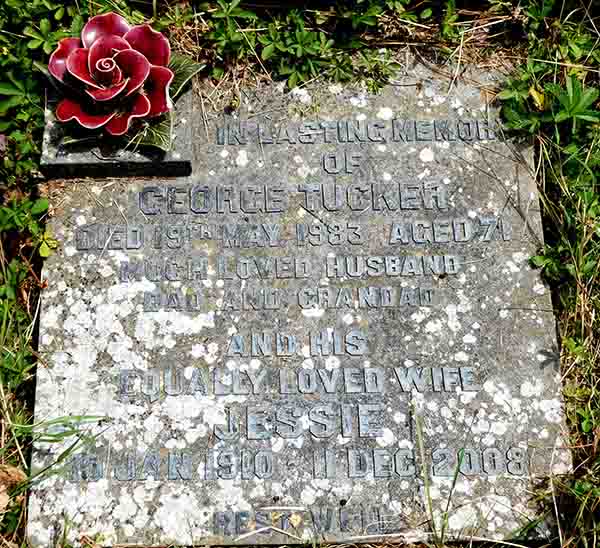 IN LASTING MEMORY
OF
GEORGE TUCKER
DIED 19TH MAY 1983 AGED 71
MUCH LOVED HUSBAND
DAD AND GRANDAD
AND HIS
EQUALLY LOVED WIFE
JESSIE
10 JAN 1910 - 11 DEC 2008
REST WELL